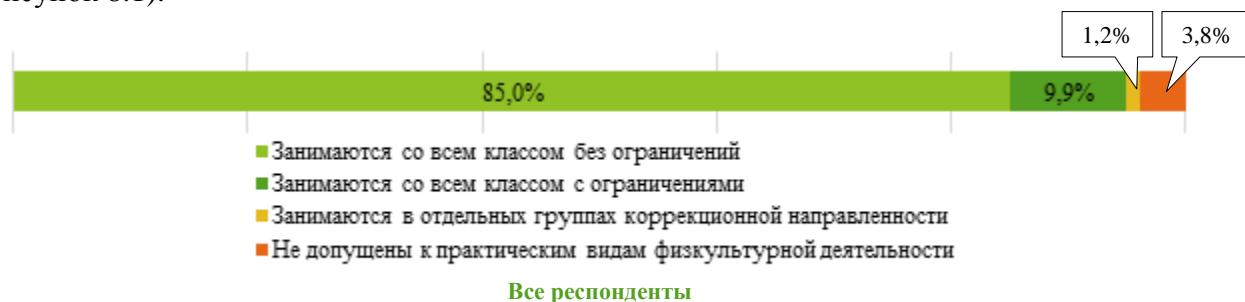 1,2% 3,8%
85,0% 9,9%
Занимаются со всем классом без ограничений
Занимаются со всем классом с ограничениями
Занимаются в отдельных группах коррекционной направленности
Не допущены к практическим видам физкультурной деятельности
Все респонденты